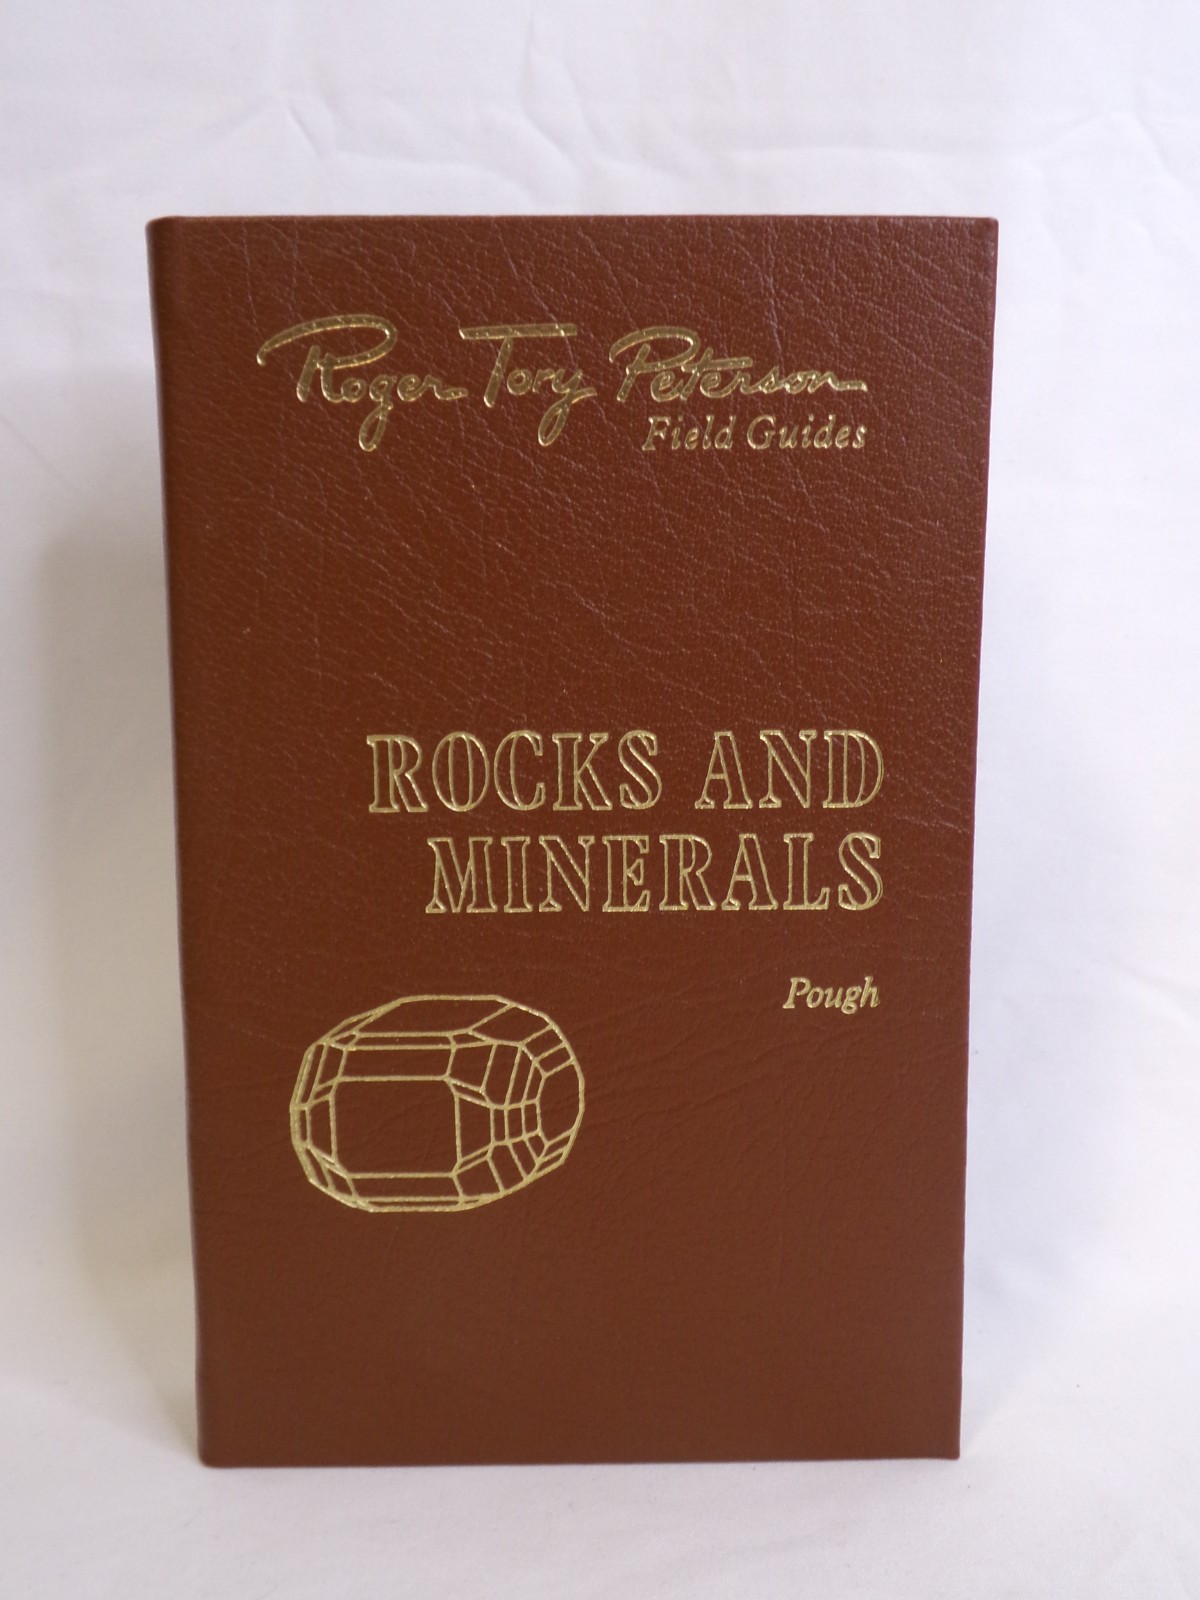 Roger Tory Peterson
Field Guides
ROCKS AND
MINERALS
Pough